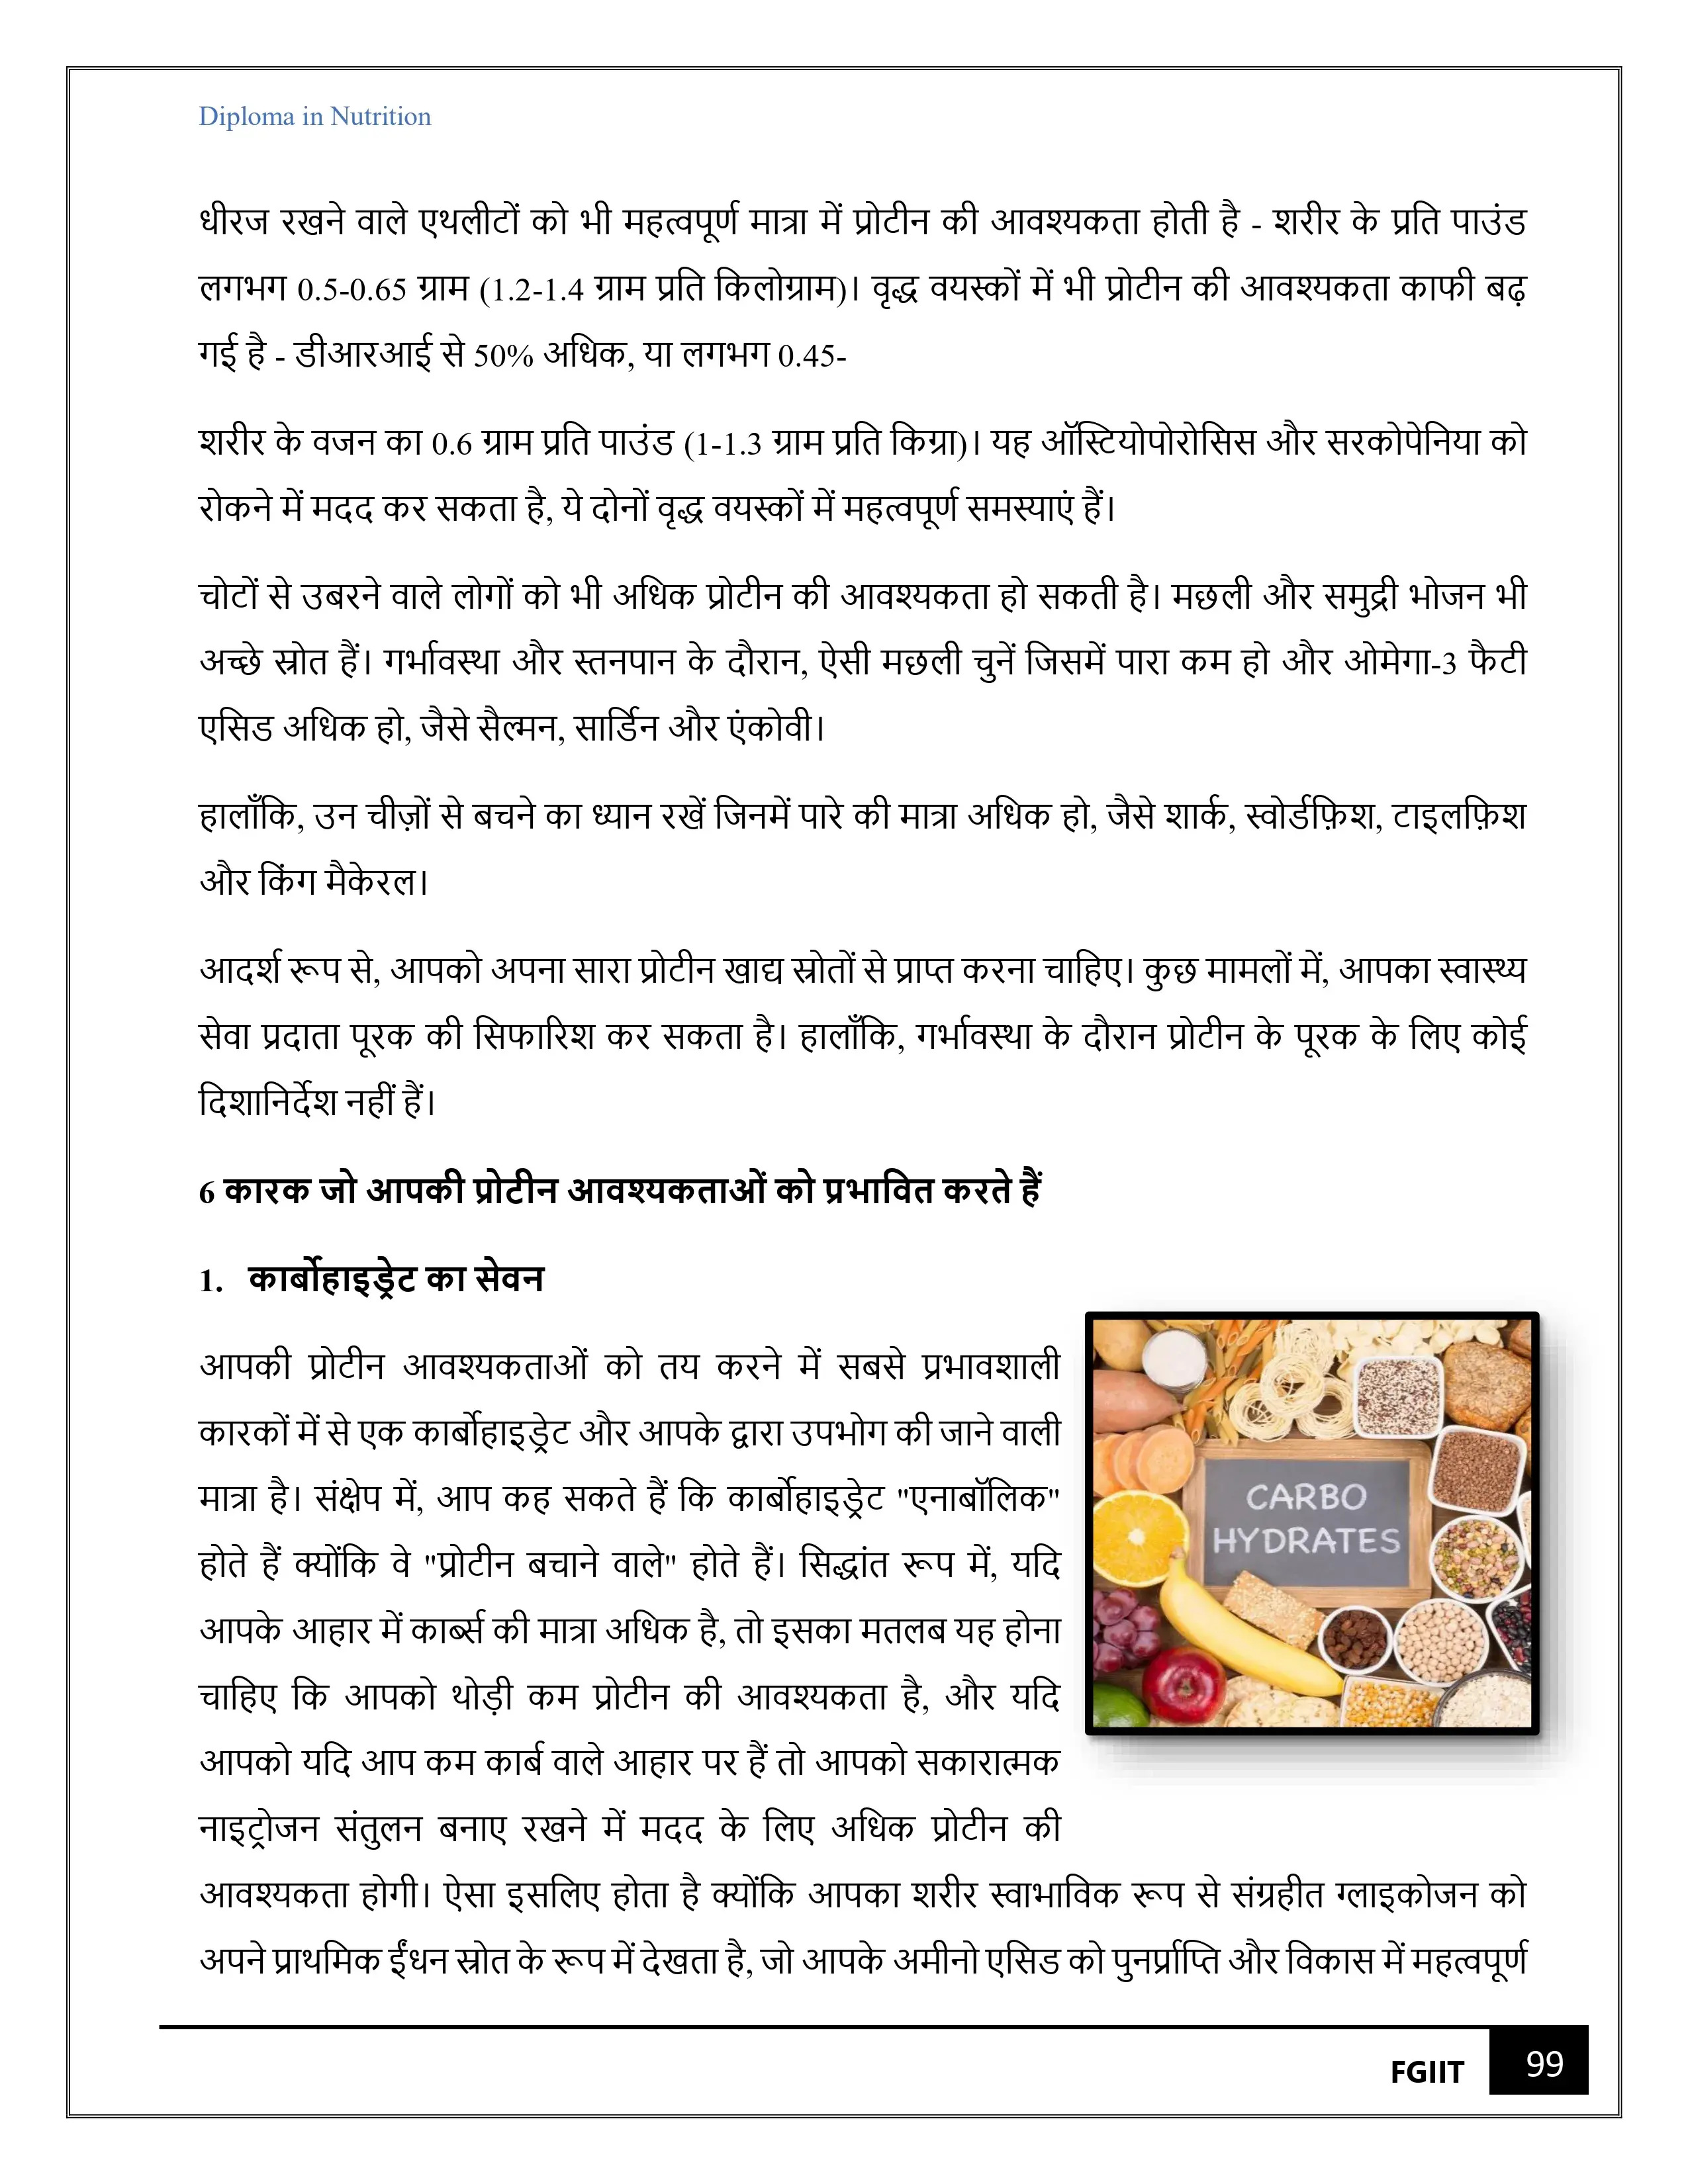 Diploma in Nutrition
धीरज रखने वाले एथलीटों को भी महत्वपूर्ण मात्रा में प्रोटीन की आवश्यकता होती है - शरीर के प्रति पाउंड
लगभग 0.5-0.65 ग्राम (1.2-1.4 ग्राम प्रति किलोग्राम)। वृद्ध वयस्कों में भी प्रोटीन की आवश्यकता काफी बढ़
गई है - डीआरआई से 50% अधिक, या लगभग 0.45-
शरीर के वजन का 0.6 ग्राम प्रति पाउंड (1-1.3 ग्राम प्रति किग्रा)। यह ऑस्टियोपोरोसिस और सरकोपेनिया को
रोकने में मदद कर सकता है, ये दोनों वृद्ध वयस्कों में महत्वपूर्ण समस्याएं हैं।
चोटों से उबरने वाले लोगों को भी अधिक प्रोटीन की आवश्यकता हो सकती है। मछली और समुद्री भोजन भी
अच्छे स्रोत हैं। गर्भावस्था और स्तनपान के दौरान, ऐसी मछली चुनें जिसमें पारा कम हो और ओमेगा-3 फैटी
एसिड अधिक हो, जैसे सैल्मन, सार्डिन और एंकोवी।
हालाँकि, उन चीज़ों से बचने का ध्यान रखें जिनमें पारे की मात्रा अधिक हो, जैसे शार्क, स्वोर्डफ़िश, टाइलफ़िश
और किंग मैकेरल।
आदर्श रूप से, आपको अपना सारा प्रोटीन खाद्य स्रोतों से प्राप्त करना चाहिए। कुछ मामलों में, आपका स्वास्थ्य
सेवा प्रदाता पूरक की सिफारिश कर सकता है। हालाँकि, गर्भावस्था के दौरान प्रोटीन के पूरक के लिए कोई
दिशानिर्देश नहीं हैं।
6 कारक जो आपकी प्रोटीन आवश्यकताओं को प्रभावित करते हैं
1. कार्बोहाइड्रेट का सेवन
आपकी प्रोटीन आवश्यकताओं को तय करने में सबसे प्रभावशाली
कारकों में से एक कार्बोहाइड्रेट और आपके द्वारा उपभोग की जाने वाली
मात्रा है। संक्षेप में, आप कह सकते हैं कि कार्बोहाइड्रेट "एनाबॉलिक"
होते हैं क्योंकि वे "प्रोटीन बचाने वाले" होते हैं। सिद्धांत रूप में, यदि
आपके आहार में कार्ब्स की मात्रा अधिक है, तो इसका मतलब यह होना
चाहिए कि आपको थोड़ी कम प्रोटीन की आवश्यकता है, और यदि
आपको यदि आप कम कार्ब वाले आहार पर हैं तो आपको सकारात्मक
नाइट्रोजन संतुलन बनाए रखने में मदद के लिए अधिक प्रोटीन की
आवश्यकता होगी। ऐसा इसलिए होता है क्योंकि आपका शरीर स्वाभाविक रूप से संग्रहीत ग्लाइकोजन को
अपने प्राथमिक ईंधन स्रोत के रूप में देखता है, जो आपके अमीनो एसिड को पुनर्प्राप्ति और विकास में महत्वपूर्ण
CARBO
HYDRATES
FGIIT
99